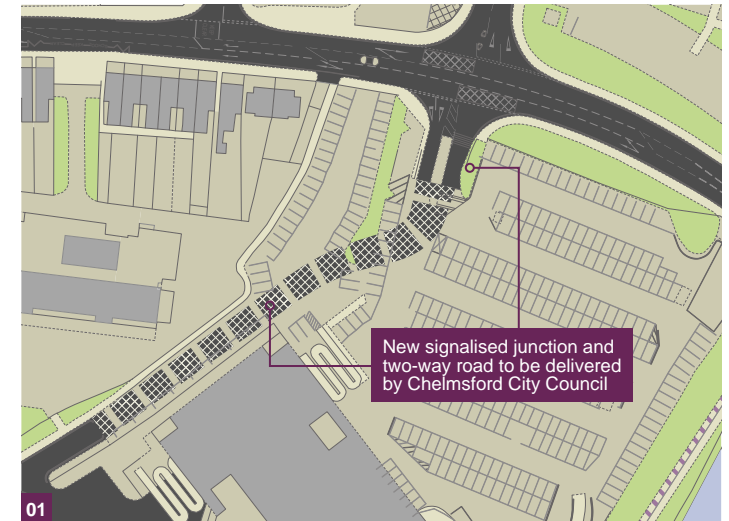 New signalised junction and
two-way road to be delivered
by Chelmsford City Council
01